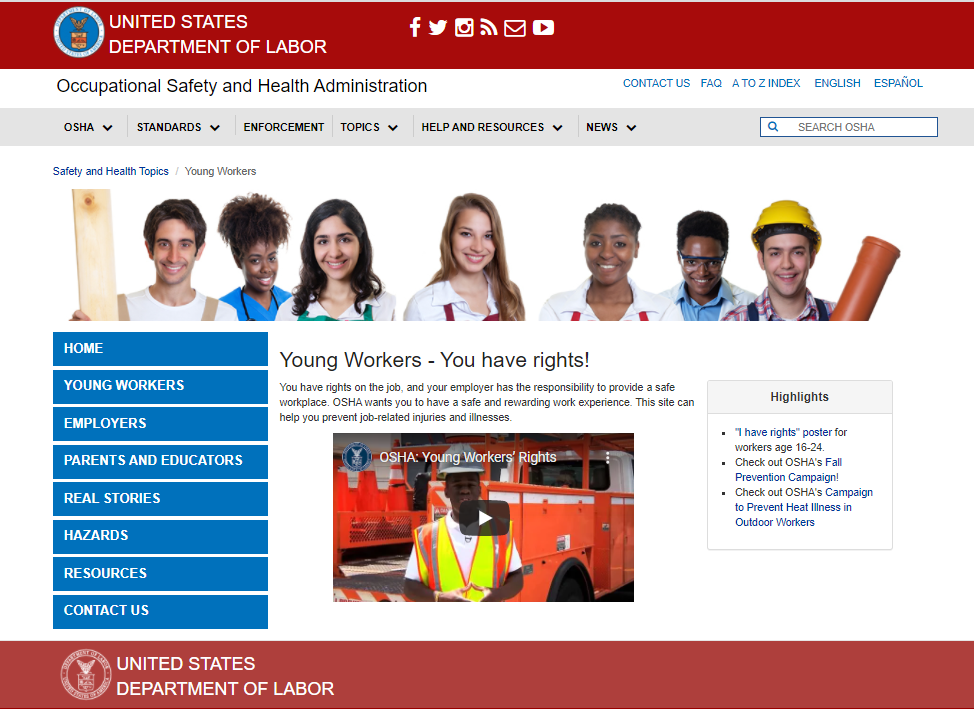 UNITED STATES
DEPARTMENT OF LABOR
Occupational Safety and Health Administration
CONTACT US FAQ A TO Z INDEX ENGLISH ESPAÑOL
OSHA STANDARDS ENFORCEMENT TOPICS HELP AND RESOURCES NEWS SEARCH OSHA
Safety and Health Topics / Young Workers
HOME
YOUNG WORKERS
EMPLOYERS
PARENTS AND EDUCATORS
REAL STORIES
HAZARDS
RESOURCES
CONTACT US
Young Workers - You have rights!
You have rights on the job, and your employer has the responsibility to provide a safe
workplace. OSHA wants you to have a safe and rewarding work experience. This site can
help you prevent job-related injuries and illnesses.
OSHA: Young Workers' Rights
Highlights
"I have rights" poster for
workers age 16-24.
Check out OSHA's Fall
Prevention Campaign!
Check out OSHA's Campaign
to Prevent Heat Illness in
Outdoor Workers
UNITED STATES
DEPARTMENT OF LABOR